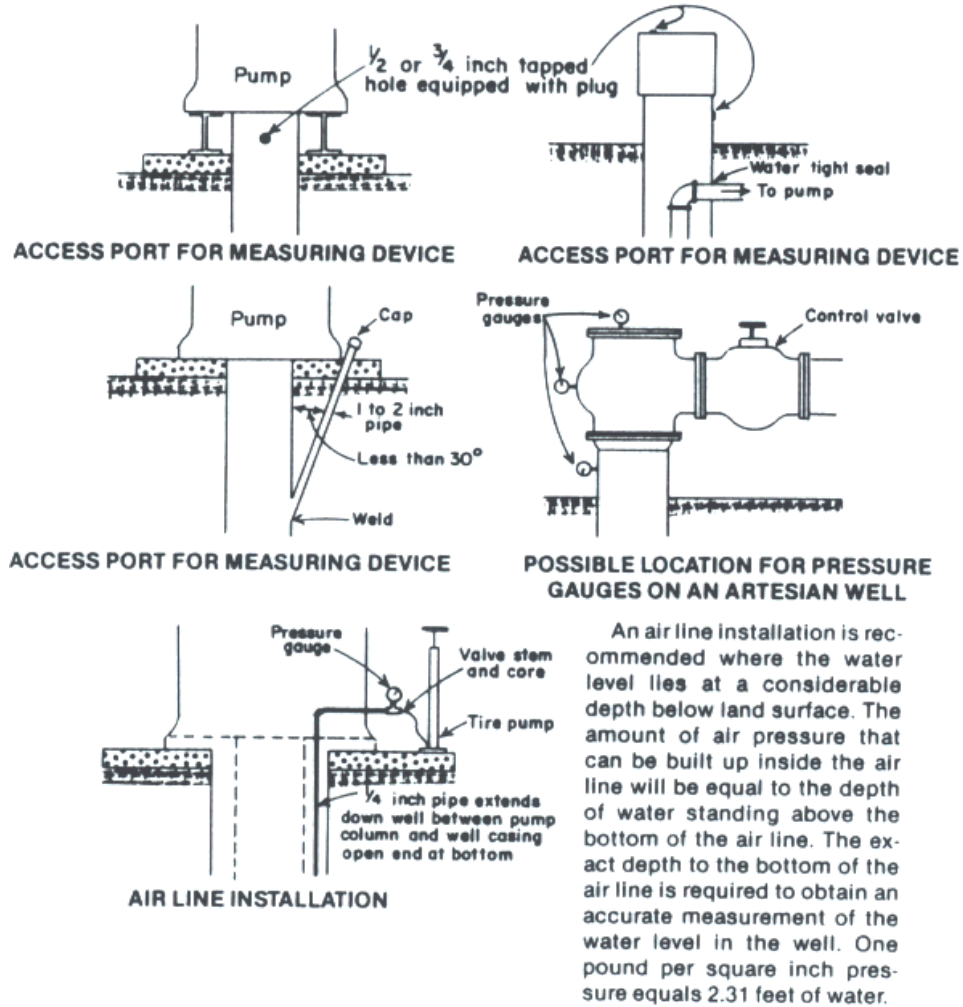 Pump
1/2 or 3/4 inch tapped
hole equipped with plug
ACCESS PORT FOR MEASURING DEVICE
Water tight seal
To pump
ACCESS PORT FOR MEASURING DEVICE
Pump
Cap
1 to 2 inch
pipe
Less than 30°
Weld
ACCESS PORT FOR MEASURING DEVICE
Pressure
gauges
Control valve
POSSIBLE LOCATION FOR PRESSURE
GAUGES ON AN ARTESIAN WELL
Pressure
gauge
Valve stem
and core
Tire pump
1/4 inch pipe extends
down well between pump
column and well casing
open end at bottom
AIR LINE INSTALLATION
An air line installation is rec-
ommended where the water
level lies at a considerable
depth below land surface. The
amount of air pressure that
can be built up inside the air
line will be equal to the depth
of water standing above the
bottom of the air line. The ex-
act depth to the bottom of the
air line is required to obtain an
accurate measurement of the
water level in the well. One
pound per square inch pres-
sure equals 2.31 feet of water.